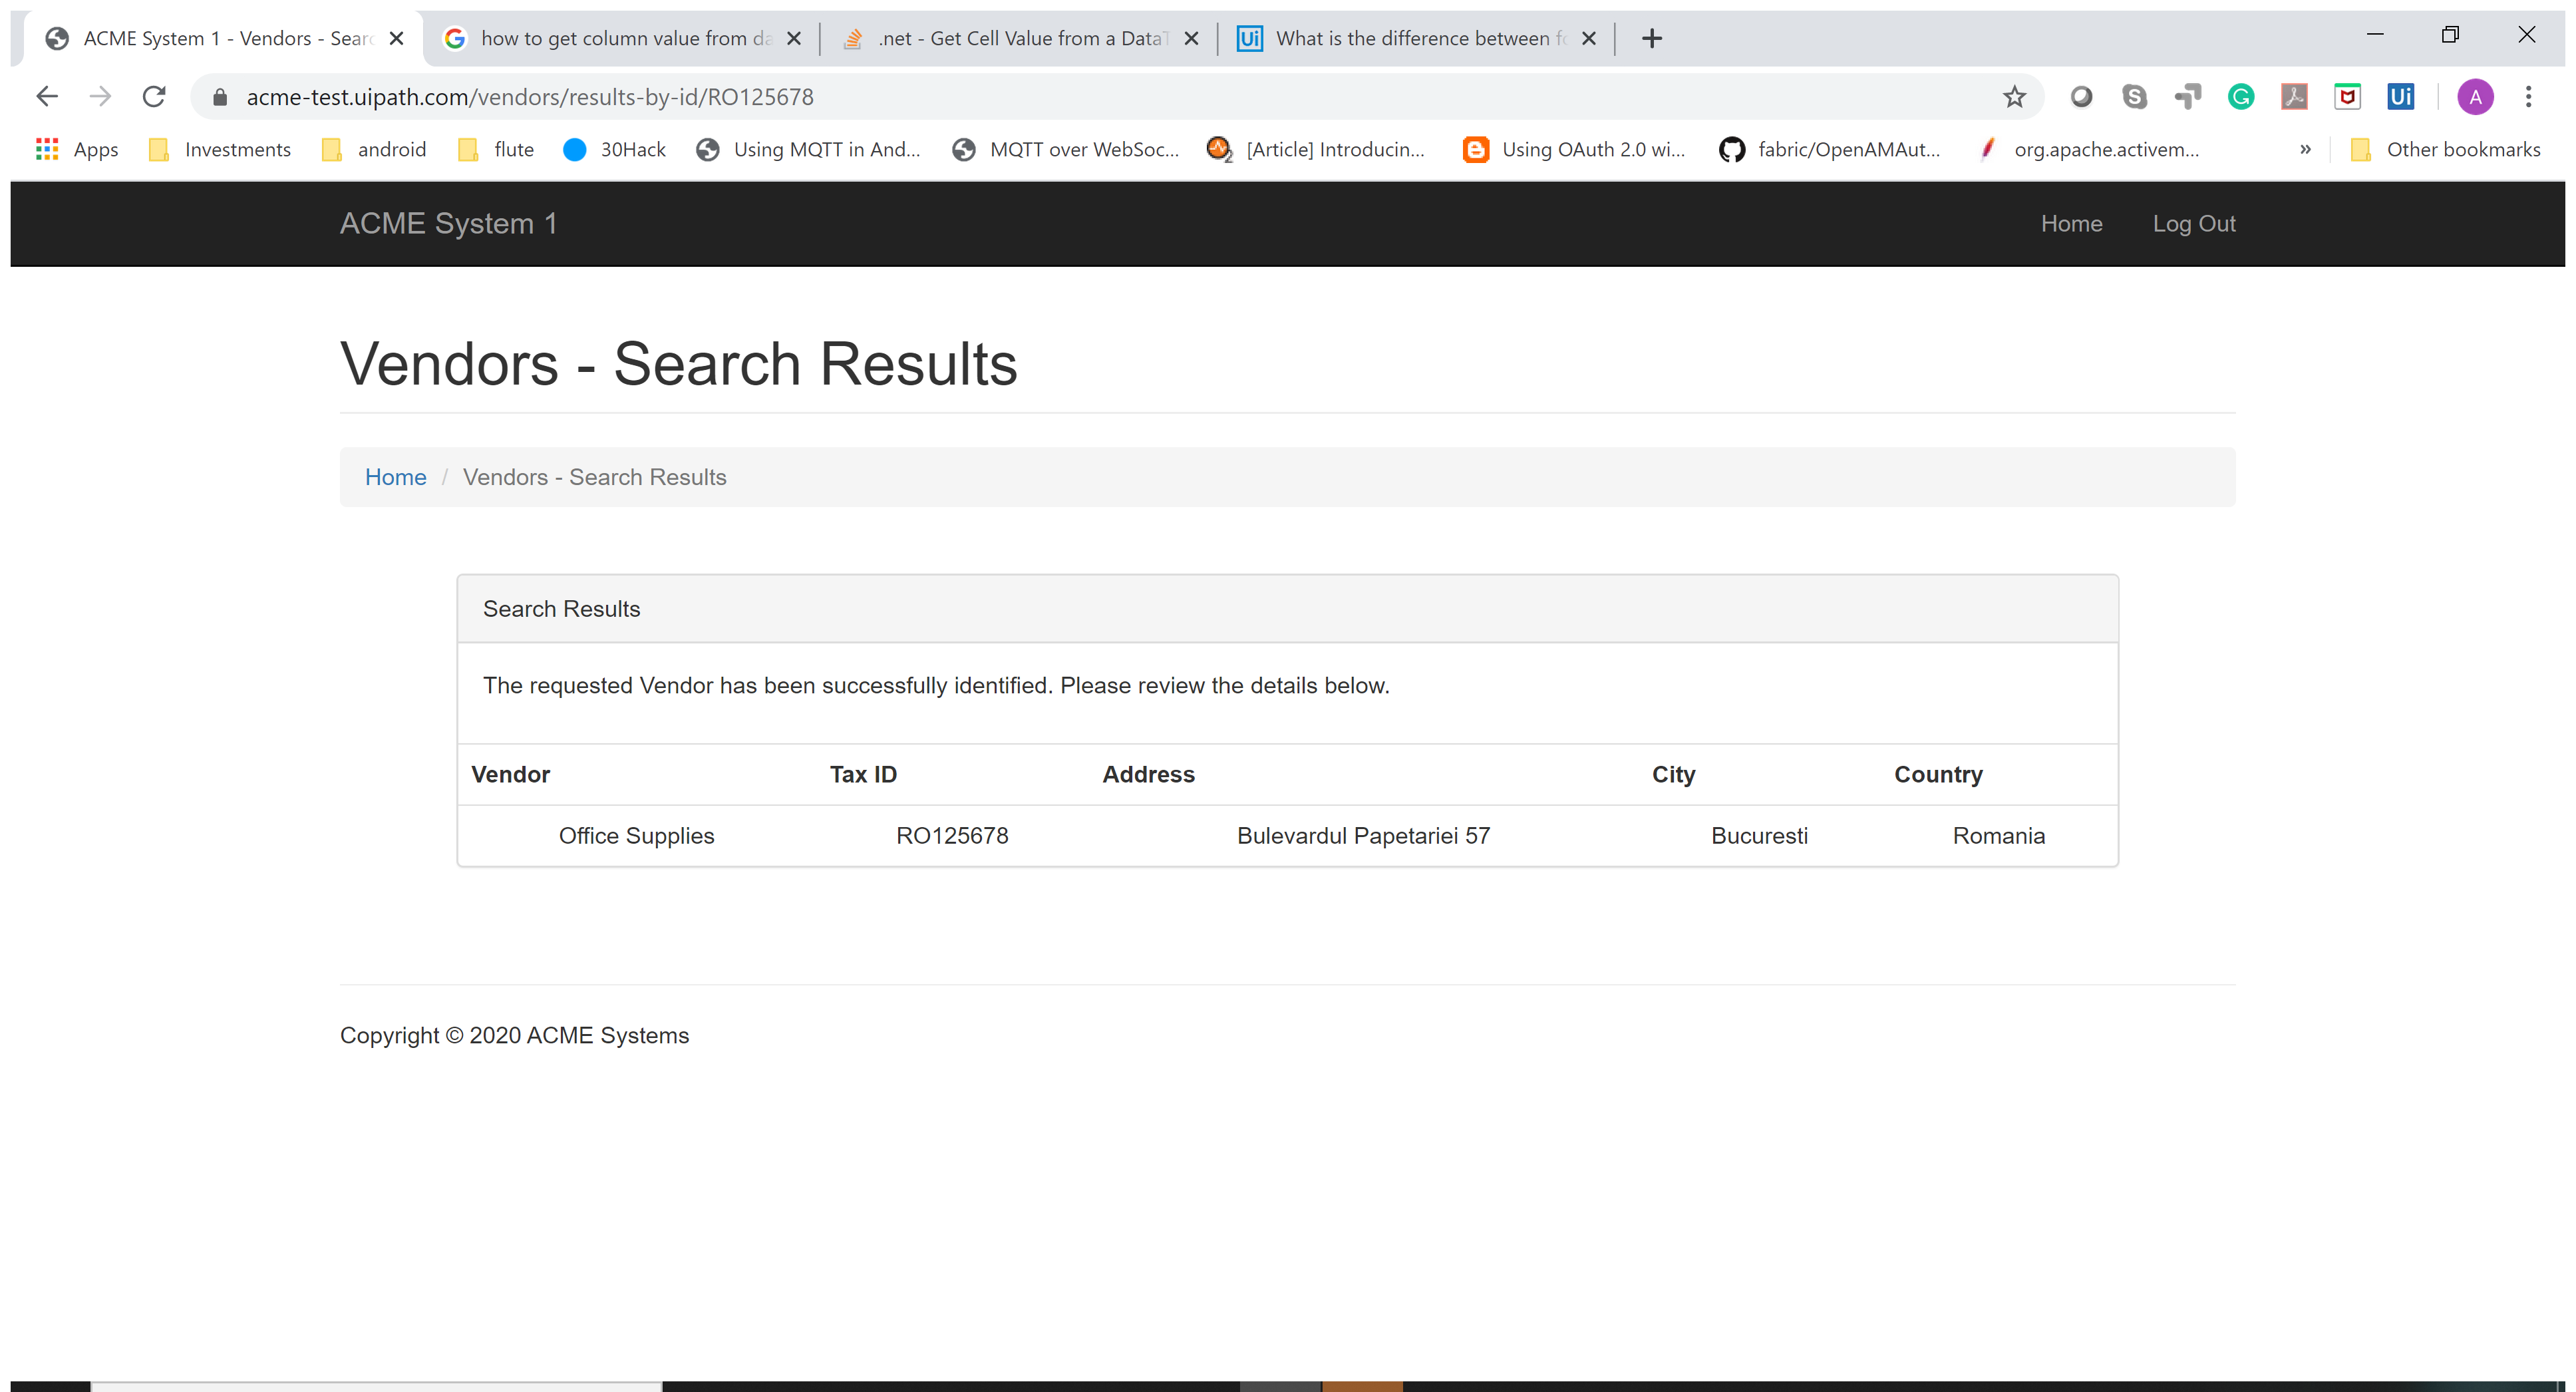 ACME System 1 - Vendors - Searc
how to get column value from da
.net - Get Cell Value from a DataT
Ui What is the difference between fo
acme-test.uipath.com/vendors/results-by-id/RO125678
S G Ui A
Apps Investments android flute 30Hack Using MQTT in And... MQTT over WebSoc... [Article] Introducin... Using OAuth 2.0 wi... fabric/OpenAMAut... org.apache.activem... » Other bookmarks
ACME System 1 Home Log Out
Vendors - Search Results
Home / Vendors - Search Results
Search Results
The requested Vendor has been successfully identified. Please review the details below.
Vendor Tax ID Address City Country
Office Supplies RO125678 Bulevardul Papetariei 57 Bucuresti Romania
Copyright © 2020 ACME Systems